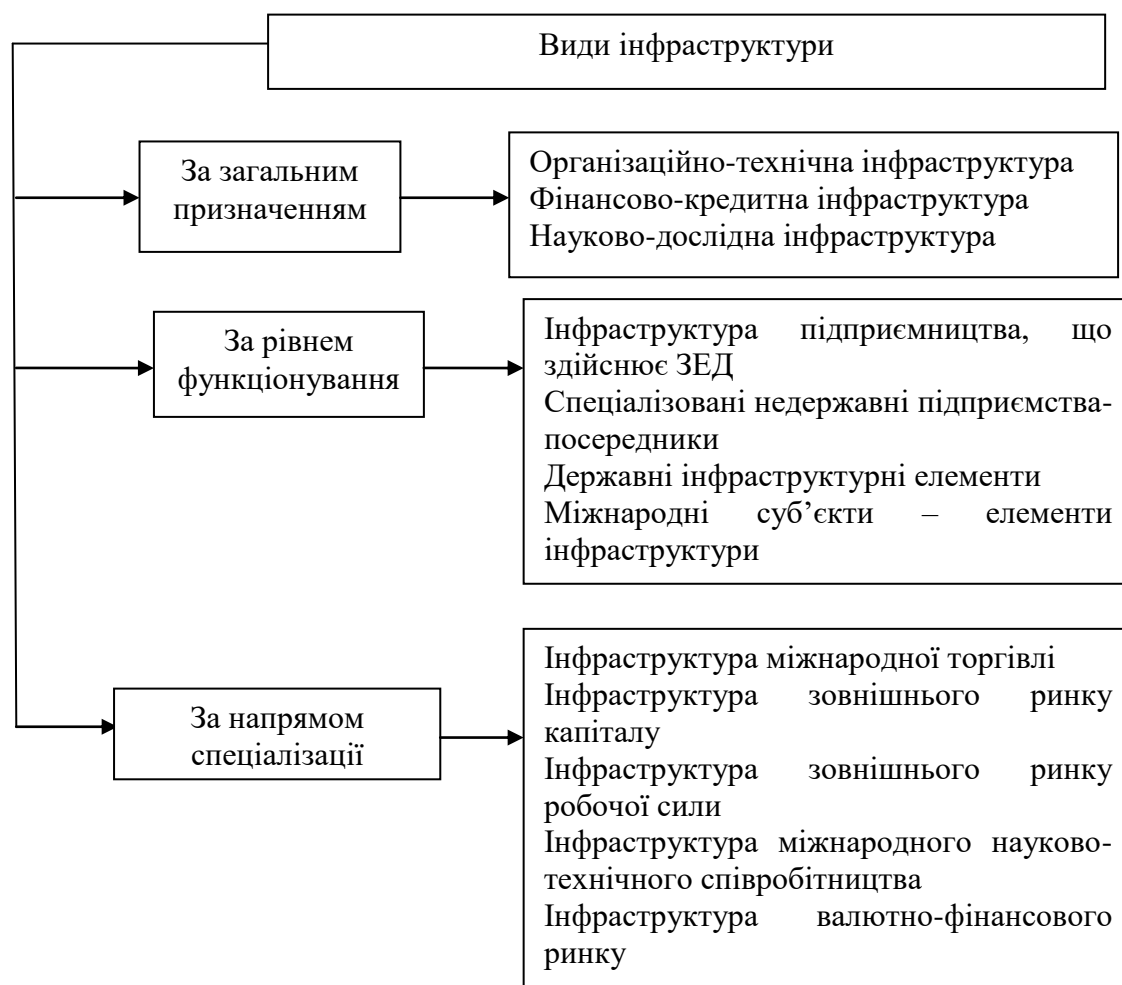 Види інфраструктури
За загальним
призначенням
Організаційно-технічна інфраструктура
Фінансово-кредитна інфраструктура
Науково-дослідна інфраструктура
За рівнем
функціонування
Інфраструктура підприємництва, що
здійснює ЗЕД
Спеціалізовані недержавні підприємства-
посередники
Державні інфраструктурні елементи
Міжнародні суб’єкти – елементи
інфраструктури
За напрямом
спеціалізації
Інфраструктура міжнародної торгівлі
Інфраструктура зовнішнього ринку
капіталу
Інфраструктура зовнішнього ринку
робочої сили
Інфраструктура міжнародного науково-
технічного співробітництва
Інфраструктура валютно-фінансового
ринку